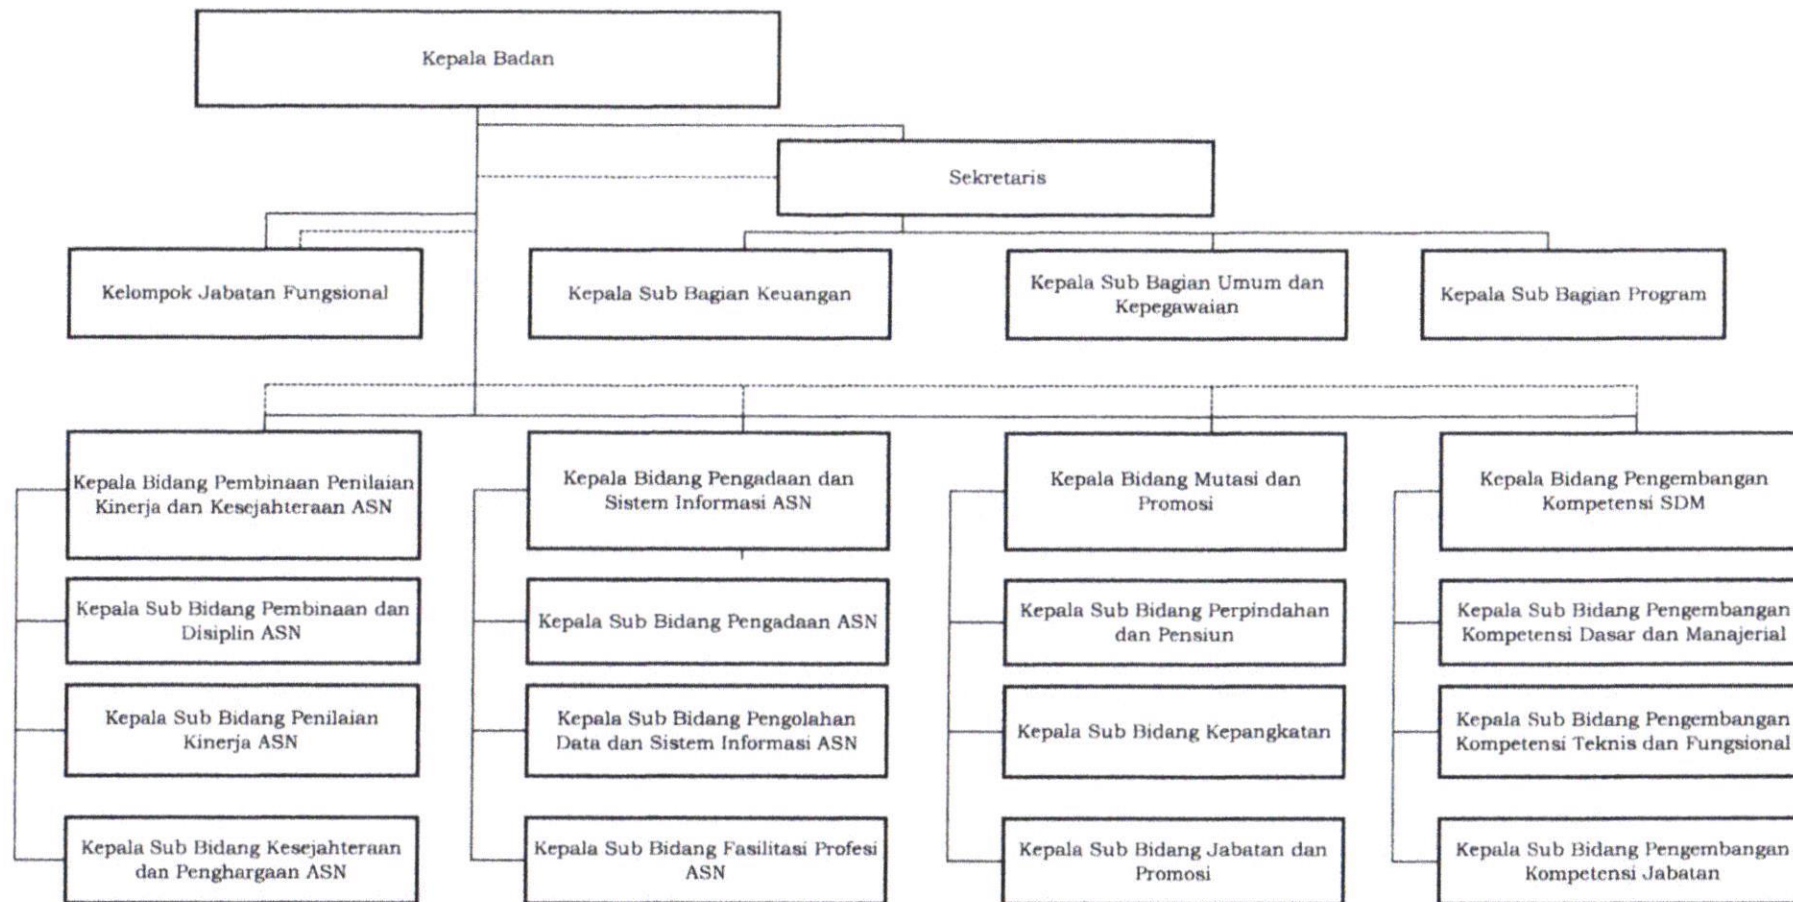 Kepala Badan
Sekretaris
Kelompok Jabatan Fungsional
Kepala Sub Bagian Keuangan
Kepala Sub Bagian Umum dan
Kepegawaian
Kepala Sub Bagian Program
Kepala Bidang Pembinaan Penilaian
Kinerja dan Kesejahteraan ASN
Kepala Bidang Pengadaan dan
Sistem Informasi ASN
Kepala Bidang Mutasi dan
Promosi
Kepala Bidang Pengembangan
Kompetensi SDM
Kepala Sub Bidang Pembinaan dan
Disiplin ASN
Kepala Sub Bidang Pengadaan ASN
Kepala Sub Bidang Perpindahan
dan Pensiun
Kepala Sub Bidang Pengembangan
Kompetensi Dasar dan Manajerial
Kepala Sub Bidang Penilaian
Kinerja ASN
Kepala Sub Bidang Pengolahan
Data dan Sistem Informasi ASN
Kepala Sub Bidang Kepangkatan
Kepala Sub Bidang Pengembangan
Kompetensi Teknis dan Fungsional
Kepala Sub Bidang Kesejahteraan
dan Penghargaan ASN
Kepala Sub Bidang Fasilitasi Profesi
ASN
Kepala Sub Bidang Jabatan dan
Promosi
Kepala Sub Bidang Pengembangan
Kompetensi Jabatan